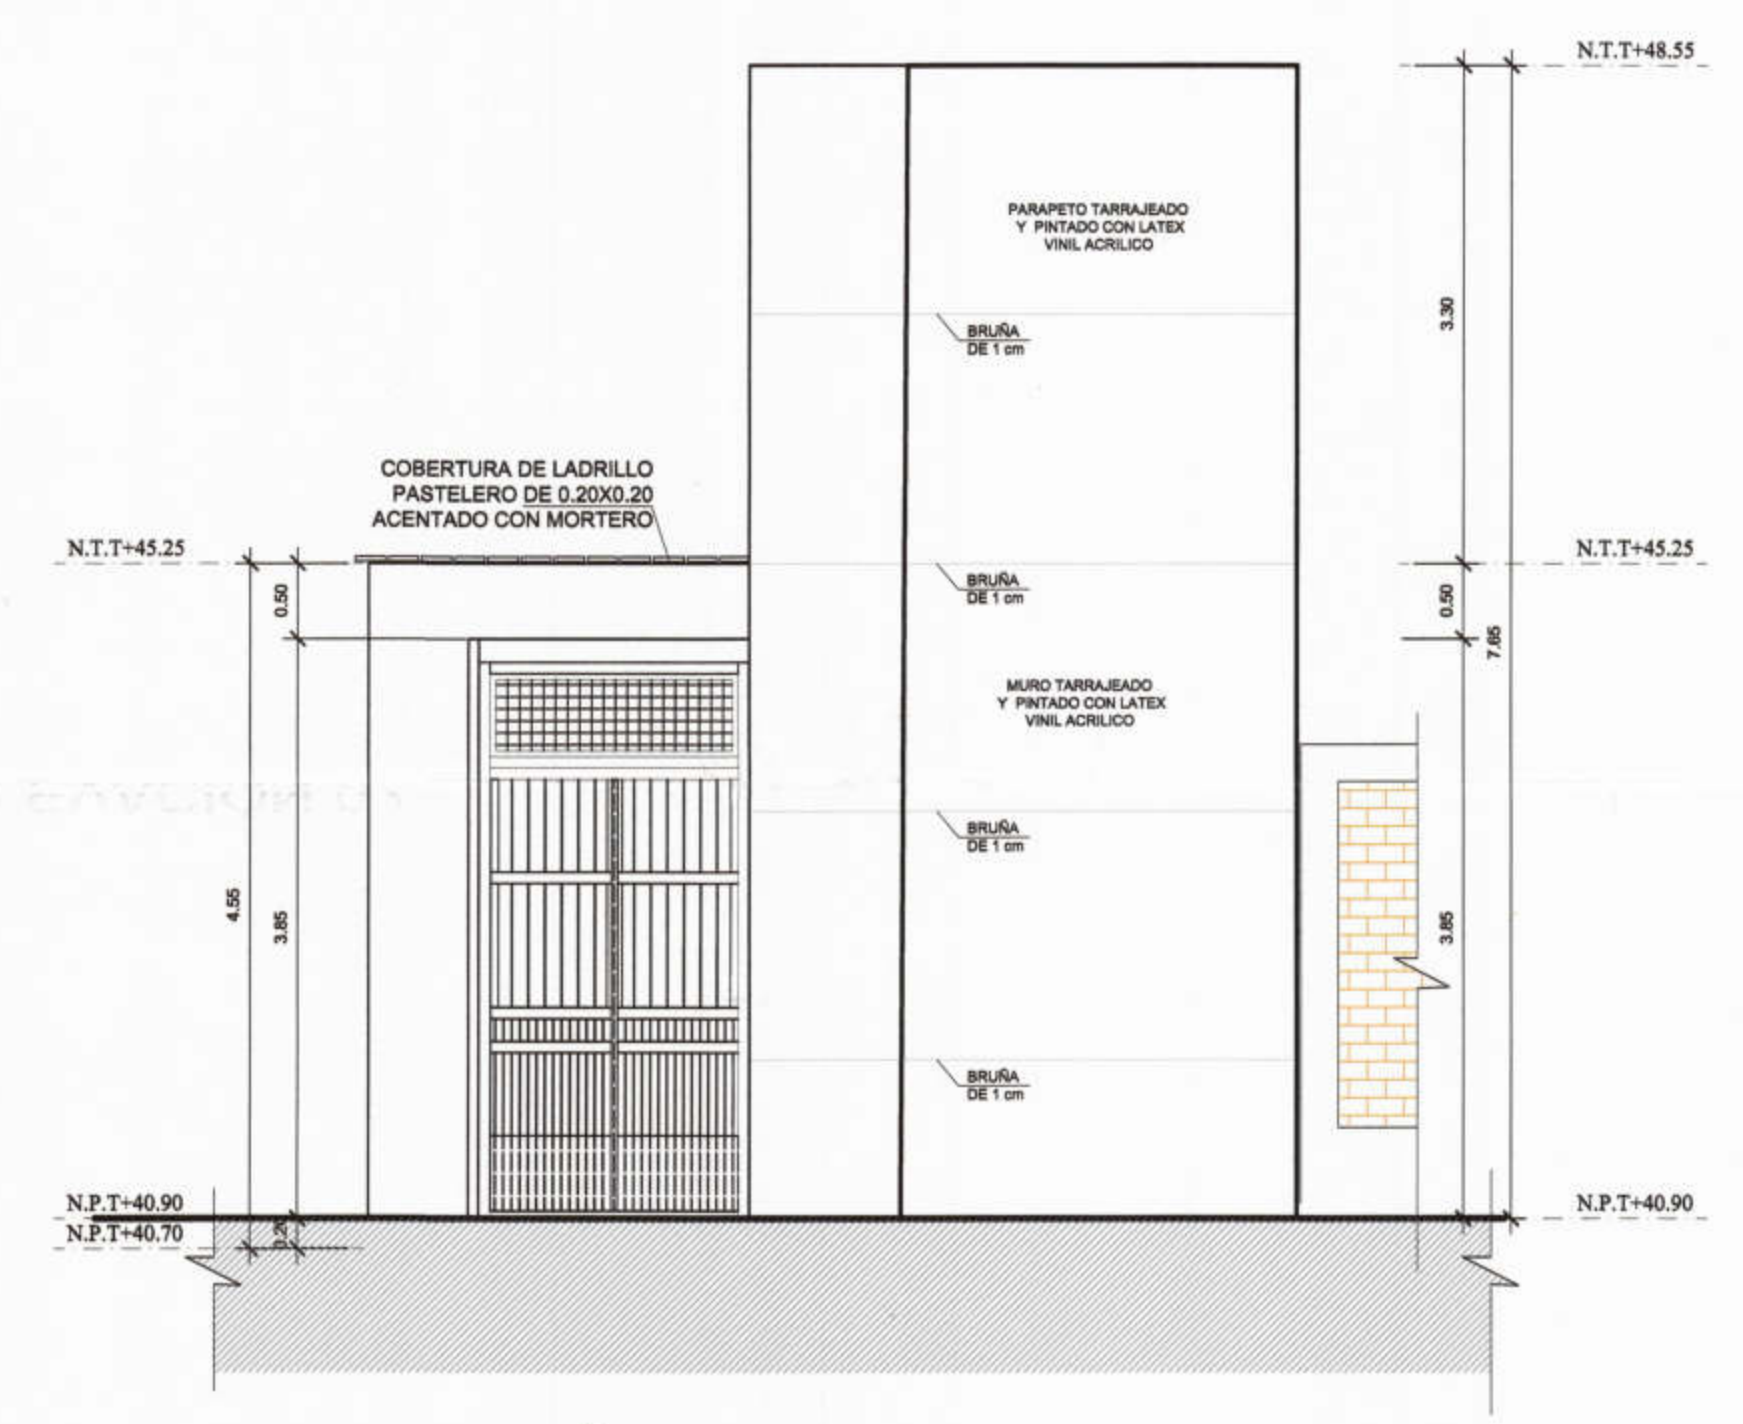 N.T.T+48.55
PARAPETO TARRAJEADO
Y PINTADO CON LATEX
VINIL ACRILICO
3.30
BRUÑA
DE 1 cm
COBERTURA DE LADRILLO
PASTELERO DE 0.20X0.20
ACENTADO CON MORTERO
N.T.T+45.25
N.T.T+45.25
0.50
BRUÑA
DE 1 cm
0.50
7.65
MURO TARRAJEADO
Y PINTADO CON LATEX
VINIL ACRILICO
BRUÑA
DE 1 cm
4.55
3.85
3.85
BRUÑA
DE 1 cm
N.P.T+40.90
N.P.T+40.90
N.P.T+40.70
0.20